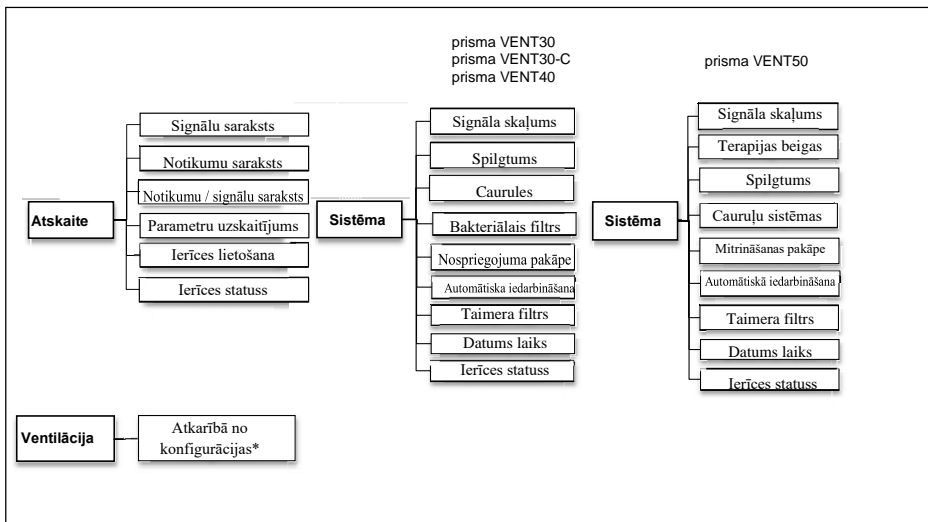 prisma VENT30
prisma VENT30-C
prisma VENT40
prisma VENT50
Atskaite
Signālu saraksts
Notikumu saraksts
Notikumu / signālu saraksts
Parametru uzskaitījums
Ierīces lietošana
Ierīces statuss
Sistēma
Signāla skaļums
Spilgtums
Caurules
Bakteriālais filtrs
Nospriegojuma pakāpe
Automātiska iedarbināšana
Taimera filtrs
Datums laiks
Ierīces statuss
Sistēma
Signāla skaļums
Terapijas beigas
Spilgtums
Cauruļu sistēmas
Mitrināšanas pakāpe
Automātiskā iedarbināšana
Taimera filtrs
Datums laiks
Ierīces statuss
Ventilācija
Atkarībā no
konfigurācijas*